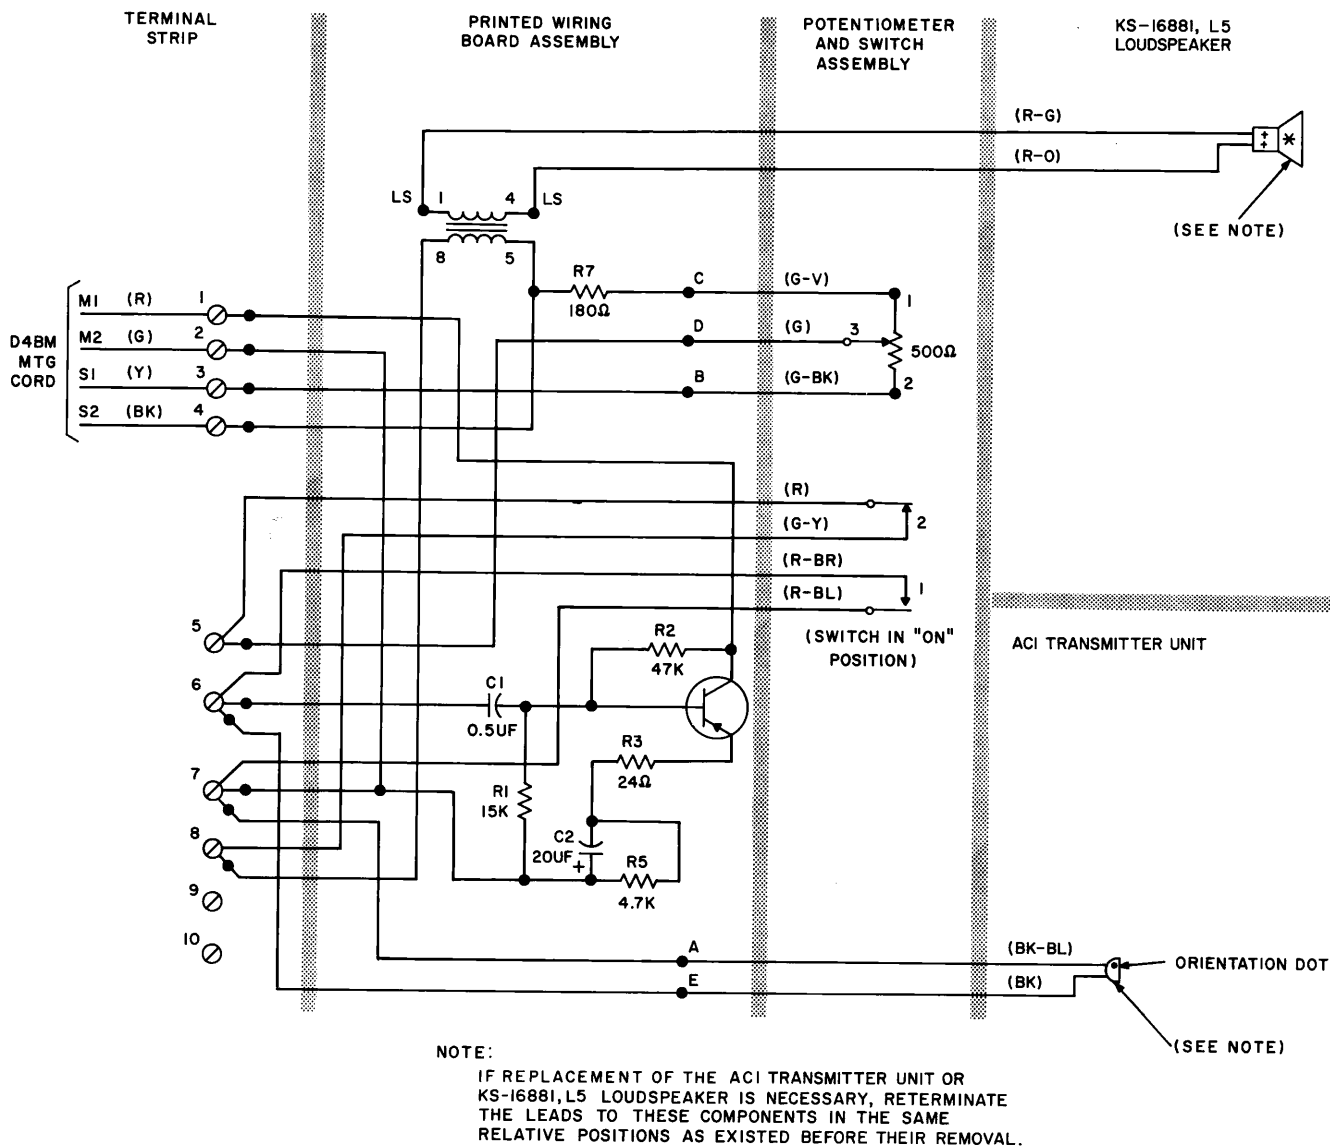 TERMINAL
STRIP
PRINTED WIRING
BOARD ASSEMBLY
POTENTIOMETER
AND SWITCH
ASSEMBLY
KS-16881, L5
LOUDSPEAKER
(R-G)
(R-O)
LS 1 4 LS
8 5
(SEE NOTE)
R7
180Ω
C (G-V) 1
D (G) 3
500Ω
B (G-BK) 2
D4BM
MTG
CORD
M1 (R) 1
M2 (G) 2
S1 (Y) 3
S2 (BK) 4
(R)
(G-Y) 2
(R-BR)
(R-BL) 1
(SWITCH IN "ON"
POSITION)
ACI TRANSMITTER UNIT
5
6
7
8
9
10
R2
47K
C1
0.5UF
R3
24Ω
R1
15K
C2
20UF
+
R5
4.7K
A (BK-BL)
E (BK)
ORIENTATION DOT
(SEE NOTE)
NOTE:
IF REPLACEMENT OF THE ACI TRANSMITTER UNIT OR
KS-16881, L5 LOUDSPEAKER IS NECESSARY, RETERMINATE
THE LEADS TO THESE COMPONENTS IN THE SAME
RELATIVE POSITIONS AS EXISTED BEFORE THEIR REMOVAL.